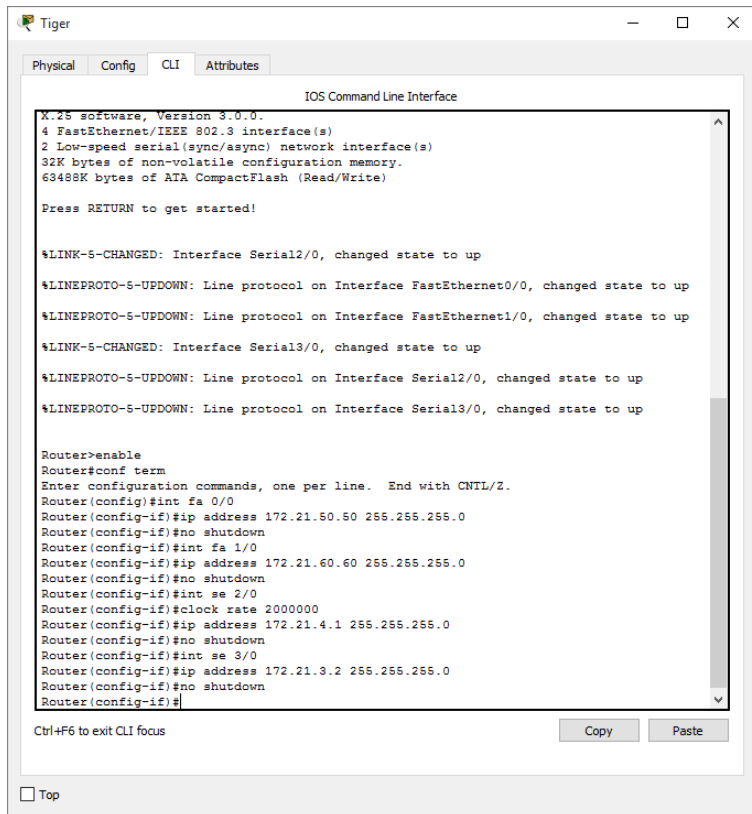 Tiger
Physical Config CLI Attributes
IOS Command Line Interface
X.25 software, Version 3.0.0.
4 FastEthernet/IEEE 802.3 interface(s)
2 Low-speed serial(sync/async) network interface(s)
32K bytes of non-volatile configuration memory.
63488K bytes of ATA CompactFlash (Read/Write)
Press RETURN to get started!
%LINK-5-CHANGED: Interface Serial2/0, changed state to up
%LINEPROTO-5-UPDOWN: Line protocol on Interface FastEthernet0/0, changed state to up
%LINEPROTO-5-UPDOWN: Line protocol on Interface FastEthernet1/0, changed state to up
%LINK-5-CHANGED: Interface Serial3/0, changed state to up
%LINEPROTO-5-UPDOWN: Line protocol on Interface Serial2/0, changed state to up
%LINEPROTO-5-UPDOWN: Line protocol on Interface Serial3/0, changed state to up
Router>enable
Router#conf term
Enter configuration commands, one per line. End with CNTL/Z.
Router(config)#int fa 0/0
Router(config-if)#ip address 172.21.50.50 255.255.255.0
Router(config-if)#no shutdown
Router(config-if)#int fa 1/0
Router(config-if)#ip address 172.21.60.60 255.255.255.0
Router(config-if)#no shutdown
Router(config-if)#int se 2/0
Router(config-if)#clock rate 2000000
Router(config-if)#ip address 172.21.4.1 255.255.255.0
Router(config-if)#no shutdown
Router(config-if)#int se 3/0
Router(config-if)#ip address 172.21.3.2 255.255.255.0
Router(config-if)#no shutdown
Router(config-if)#
Ctrl+F6 to exit CLI focus Copy Paste
Top